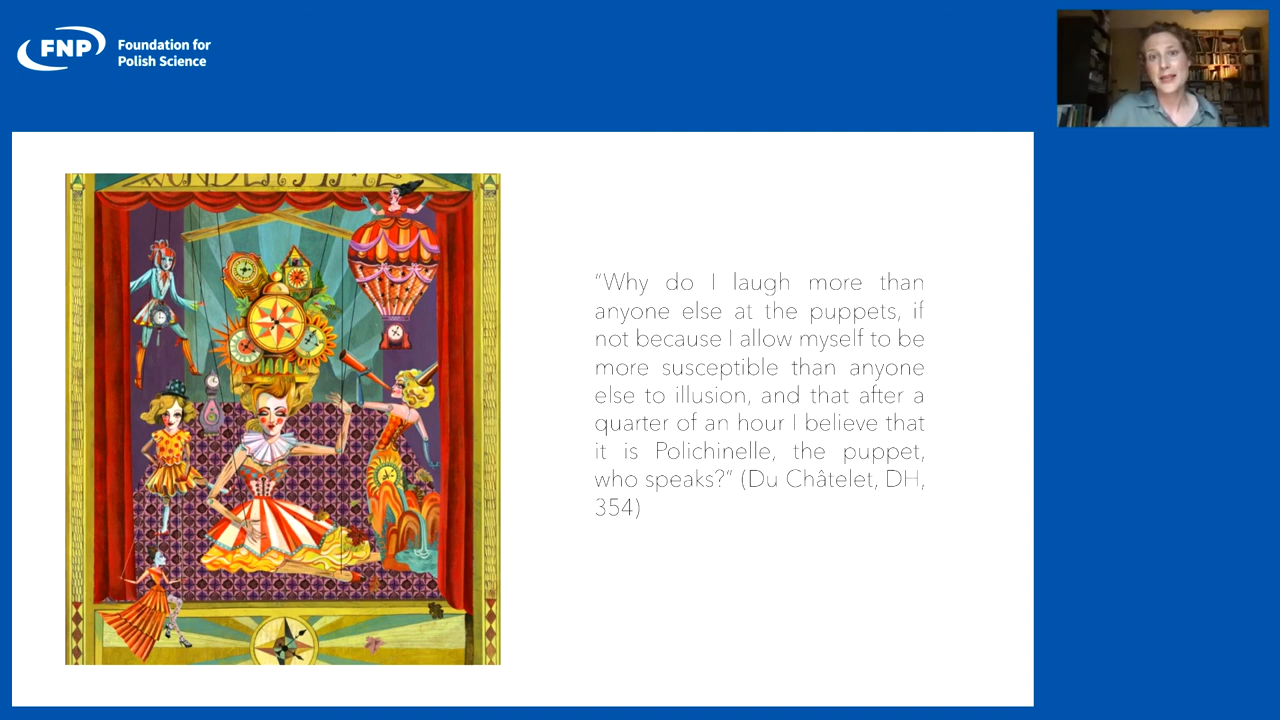 FNP
Foundation for
Polish Science
WONDERTIME
“Why do I laugh more than
anyone else at the puppets, if
not because I allow myself to be
more susceptible than anyone
else to illusion, and that after a
quarter of an hour I believe that
it is Polichinelle, the puppet,
who speaks?” (Du Châtelet, DH,
354)